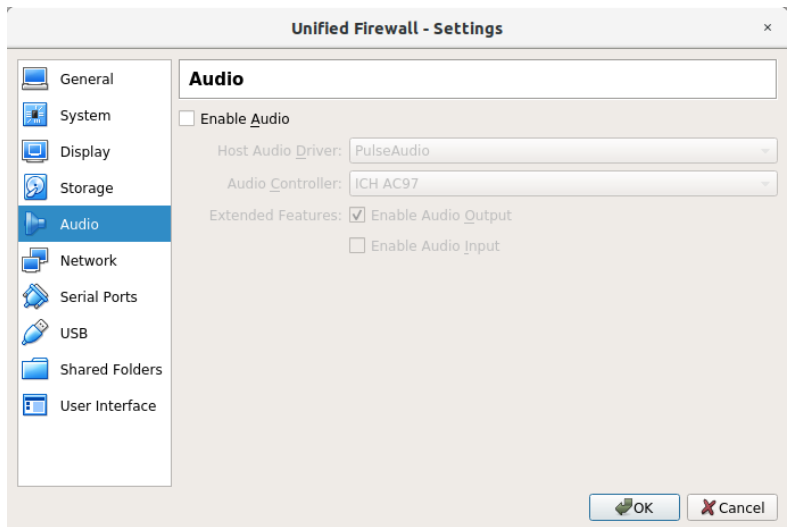 Unified Firewall - Settings
General
System
Display
Storage
Audio
Network
Serial Ports
USB
Shared Folders
User Interface
Audio
Enable Audio
Host Audio Driver: PulseAudio
Audio Controller: ICH AC97
Extended Features: Enable Audio Output
Enable Audio Input
OK Cancel